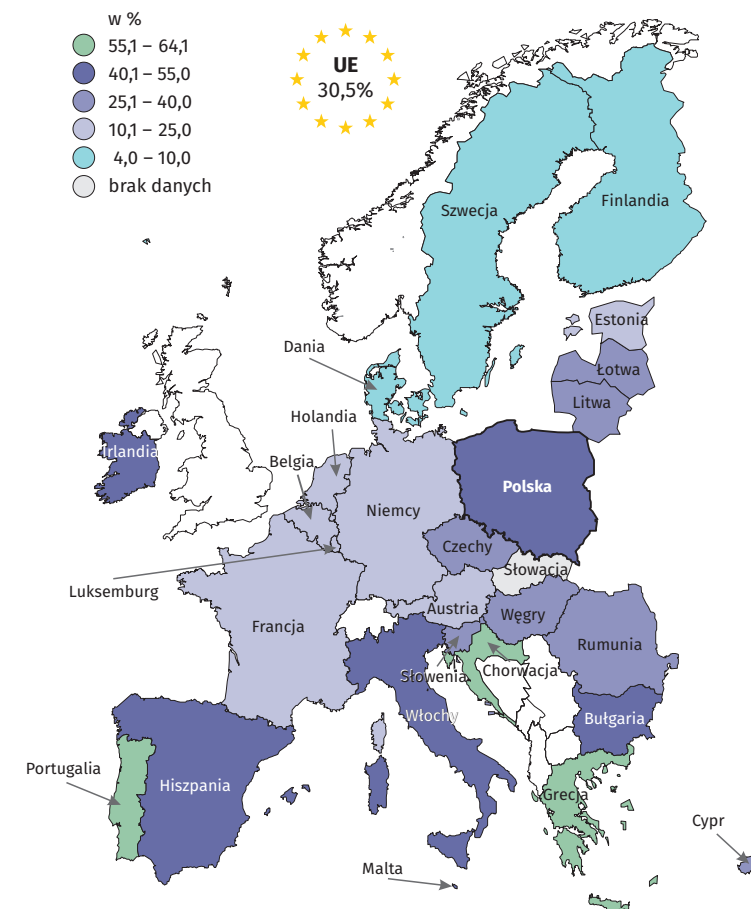 w %
55,1 – 64,1
40,1 – 55,0
25,1 – 40,0
10,1 – 25,0
4,0 – 10,0
brak danych
UE
30,5%
Szwecja
Finlandia
Estonia
Łotwa
Litwa
Dania
Holandia
Irlandia
Belgia
Polska
Niemcy
Czechy
Słowacja
Luksemburg
Austria
Węgry
Francja
Rumunia
Słowenia
Chorwacja
Włochy
Bułgaria
Portugalia
Hiszpania
Grecja
Cypr
Malta